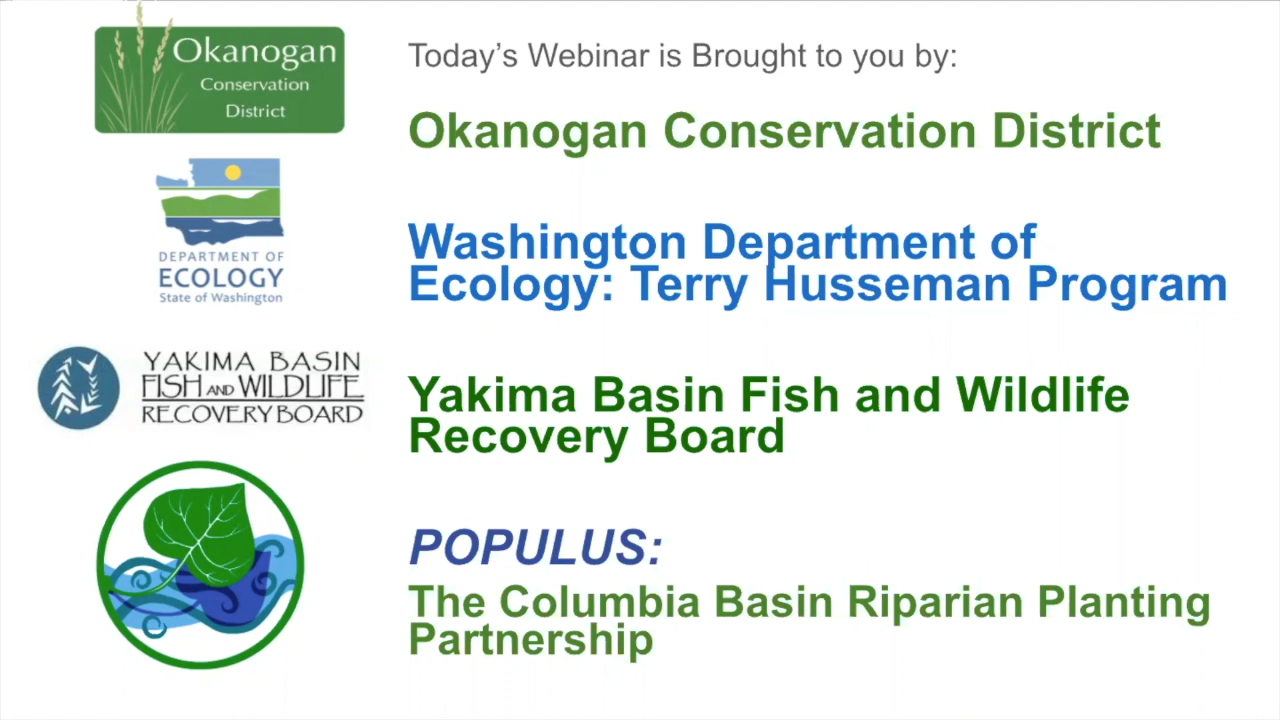 Okanogan
Conservation
District
Today’s Webinar is Brought to you by:
Okanogan Conservation District
DEPARTMENT OF
ECOLOGY
State of Washington
Washington Department of
Ecology: Terry Husseman Program
YAKIMA BASIN
FISH AND WILDLIFE
RECOVERY BOARD
Yakima Basin Fish and Wildlife
Recovery Board
POPULUS:
The Columbia Basin Riparian Planting
Partnership